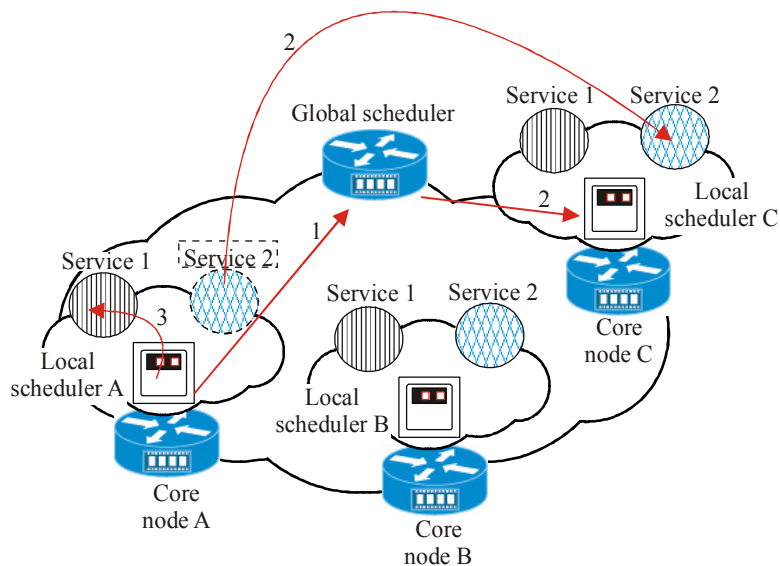 2
Service 1
Service 2
Global scheduler
2
Local
scheduler C
1
Service 1
Service 2
Service 1
Service 2
3
Core
node C
Local
scheduler A
Local
scheduler B
Core
node A
Core
node B